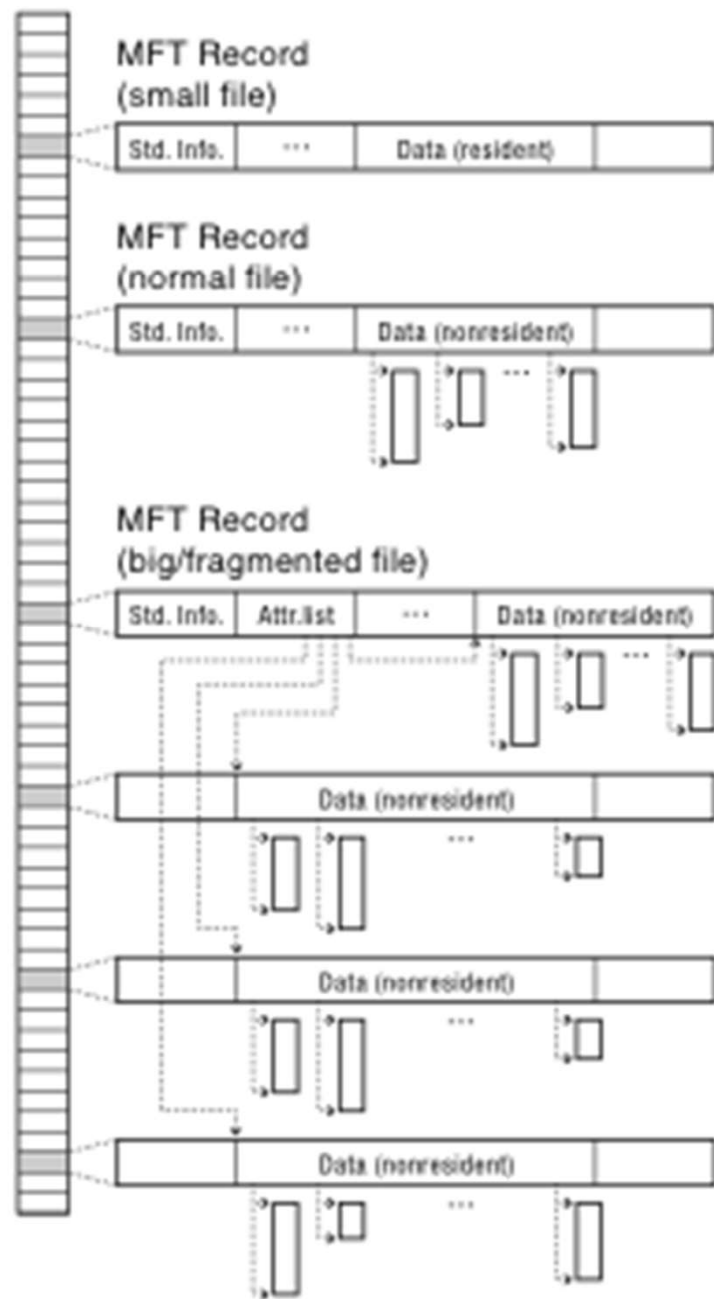 MFT Record
(small file)
Std. Info. ... Data (resident)
MFT Record
(normal file)
Std. Info. ... Data (nonresident)
...
MFT Record
(big/fragmented file)
Std. Info. Attr.list ... Data (nonresident)
...
Data (nonresident)
...
Data (nonresident)
...
Data (nonresident)
...